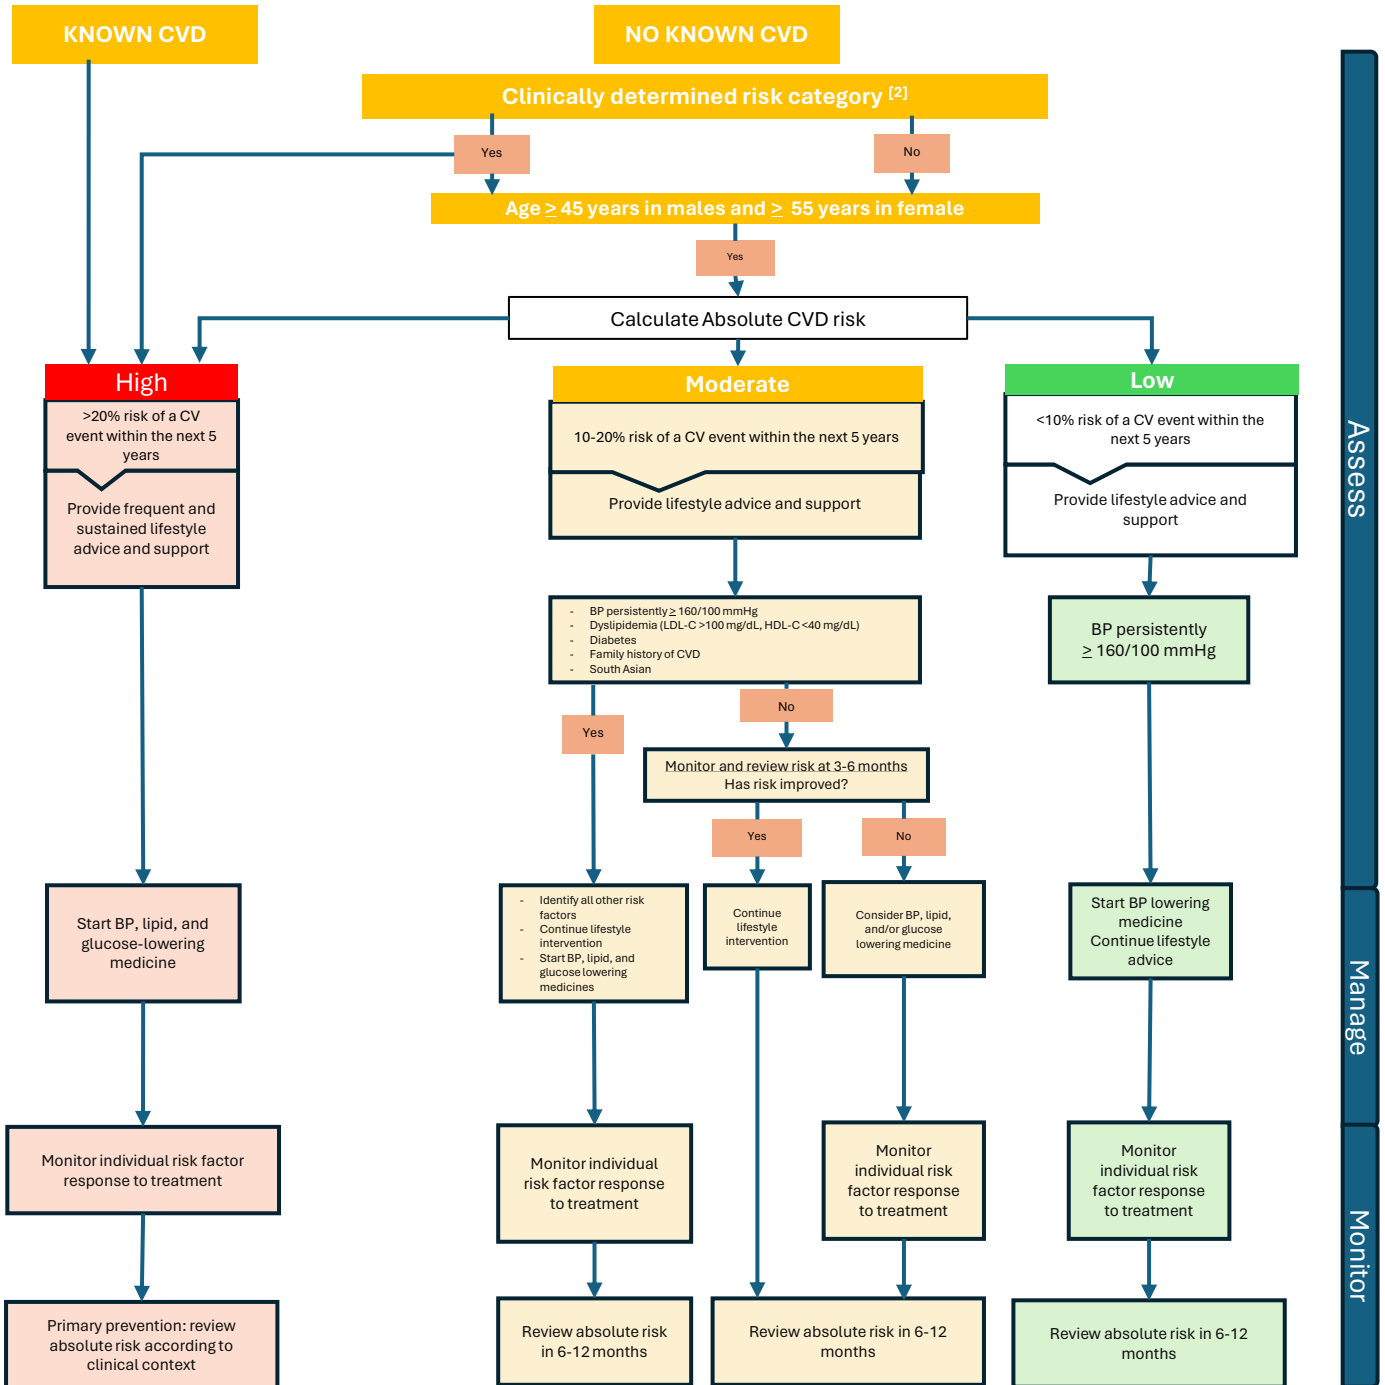 KNOWN CVD
NO KNOWN CVD
Clinically determined risk category [2]
Yes
No
Age ≥ 45 years in males and ≥ 55 years in female
Yes
Calculate Absolute CVD risk
High
>20% risk of a CV
event within the next 5
years
Provide frequent and
sustained lifestyle
advice and support
Moderate
10-20% risk of a CV event within the next 5 years
Provide lifestyle advice and support
Low
<10% risk of a CV event within the
next 5 years
Provide lifestyle advice and
support
- BP persistently ≥ 160/100 mmHg
- Dyslipidemia (LDL-C >100 mg/dL, HDL-C <40 mg/dL)
- Diabetes
- Family history of CVD
- South Asian
BP persistently
≥ 160/100 mmHg
Yes
No
Monitor and review risk at 3-6 months
Has risk improved?
Yes
No
Start BP, lipid, and
glucose-lowering
medicine
- Identify all other risk
factors
- Continue lifestyle
intervention
- Start BP, lipid, and
glucose lowering
medicines
Continue
lifestyle
intervention
Consider BP, lipid,
and/or glucose
lowering medicine
Start BP lowering
medicine
Continue lifestyle
advice
Monitor individual risk factor
response to treatment
Monitor individual
risk factor response
to treatment
Monitor
individual risk
factor response
to treatment
Monitor
individual risk
factor response
to treatment
Primary prevention: review
absolute risk according to
clinical context
Review absolute risk
in 6-12 months
Review absolute risk in 6-12
months
Review absolute risk in 6-12
months
Assess
Manage
Monitor